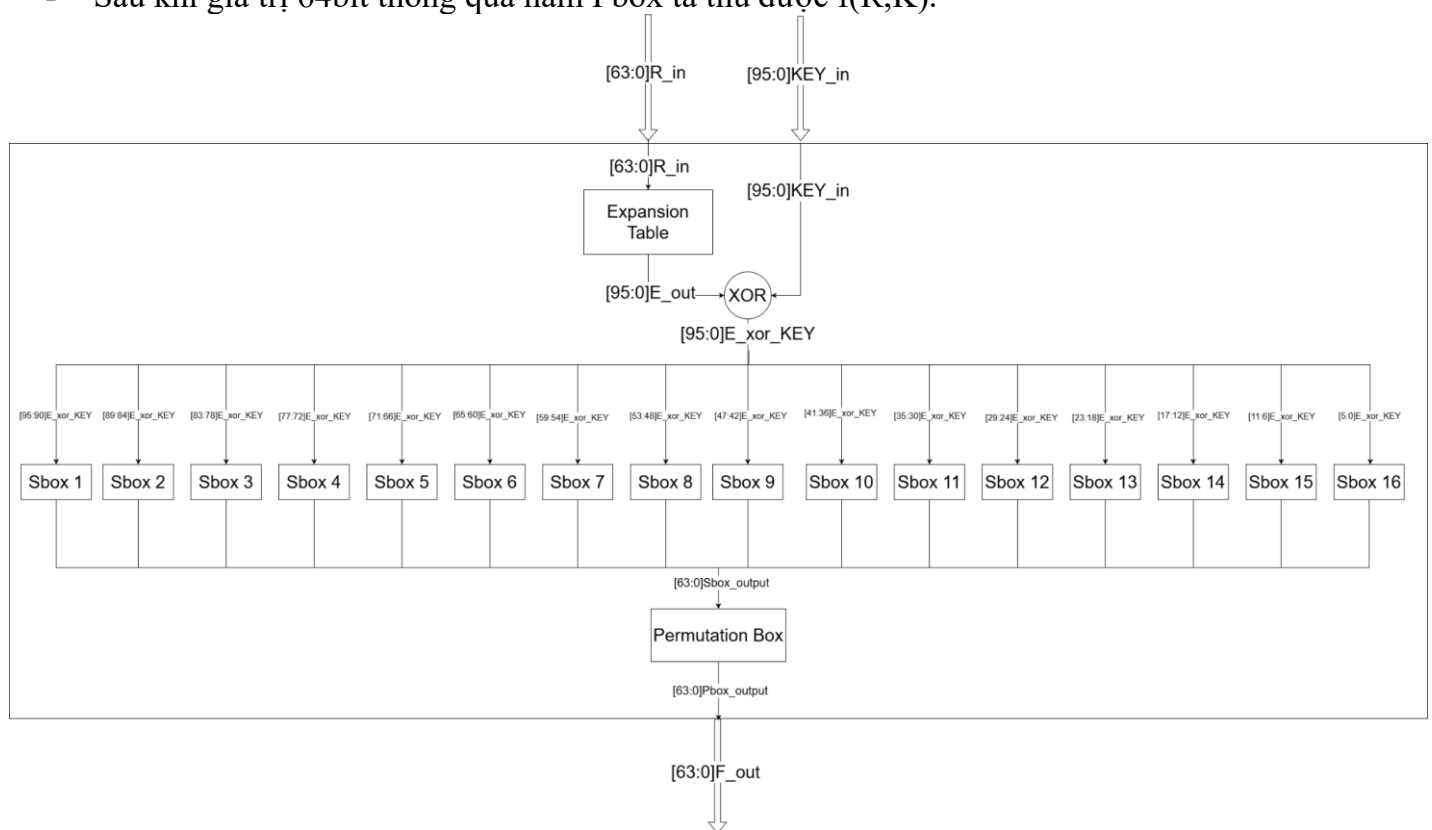 - Sau khi giá trị 64bit thông qua hàm Pbox ta thu được f(R,K).
[63:0]R_in
[95:0]KEY_in
[63:0]R_in
[95:0]KEY_in
Expansion
Table
[95:0]E_out
XOR
[95:0]E_xor_KEY
[95:90]E_xor_KEY
[89:84]E_xor_KEY
[83:78]E_xor_KEY
[77:72]E_xor_KEY
[71:66]E_xor_KEY
[65:60]E_xor_KEY
[59:54]E_xor_KEY
[53:48]E_xor_KEY
[47:42]E_xor_KEY
[41:36]E_xor_KEY
[35:30]E_xor_KEY
[29:24]E_xor_KEY
[23:18]E_xor_KEY
[17:12]E_xor_KEY
[11:6]E_xor_KEY
[5:0]E_xor_KEY
Sbox 1
Sbox 2
Sbox 3
Sbox 4
Sbox 5
Sbox 6
Sbox 7
Sbox 8
Sbox 9
Sbox 10
Sbox 11
Sbox 12
Sbox 13
Sbox 14
Sbox 15
Sbox 16
[63:0]Sbox_output
Permutation Box
[63:0]Pbox_output
[63:0]F_out